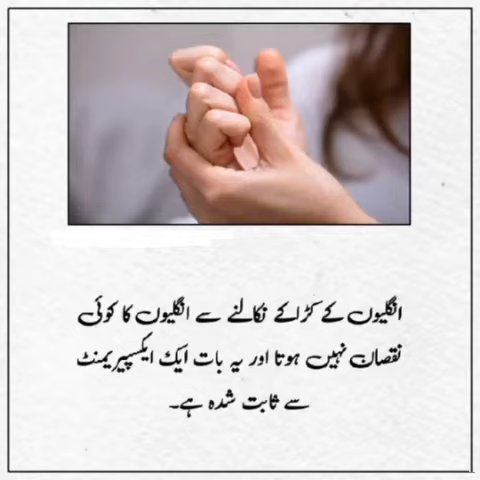 انگلیوں کے کڑاکے نکالنے سے انگلیوں کا کوئی
نقصان نہیں ہوتا اور یہ بات ایک ایکسپیریمنٹ
سے ثابت شدہ ہے۔